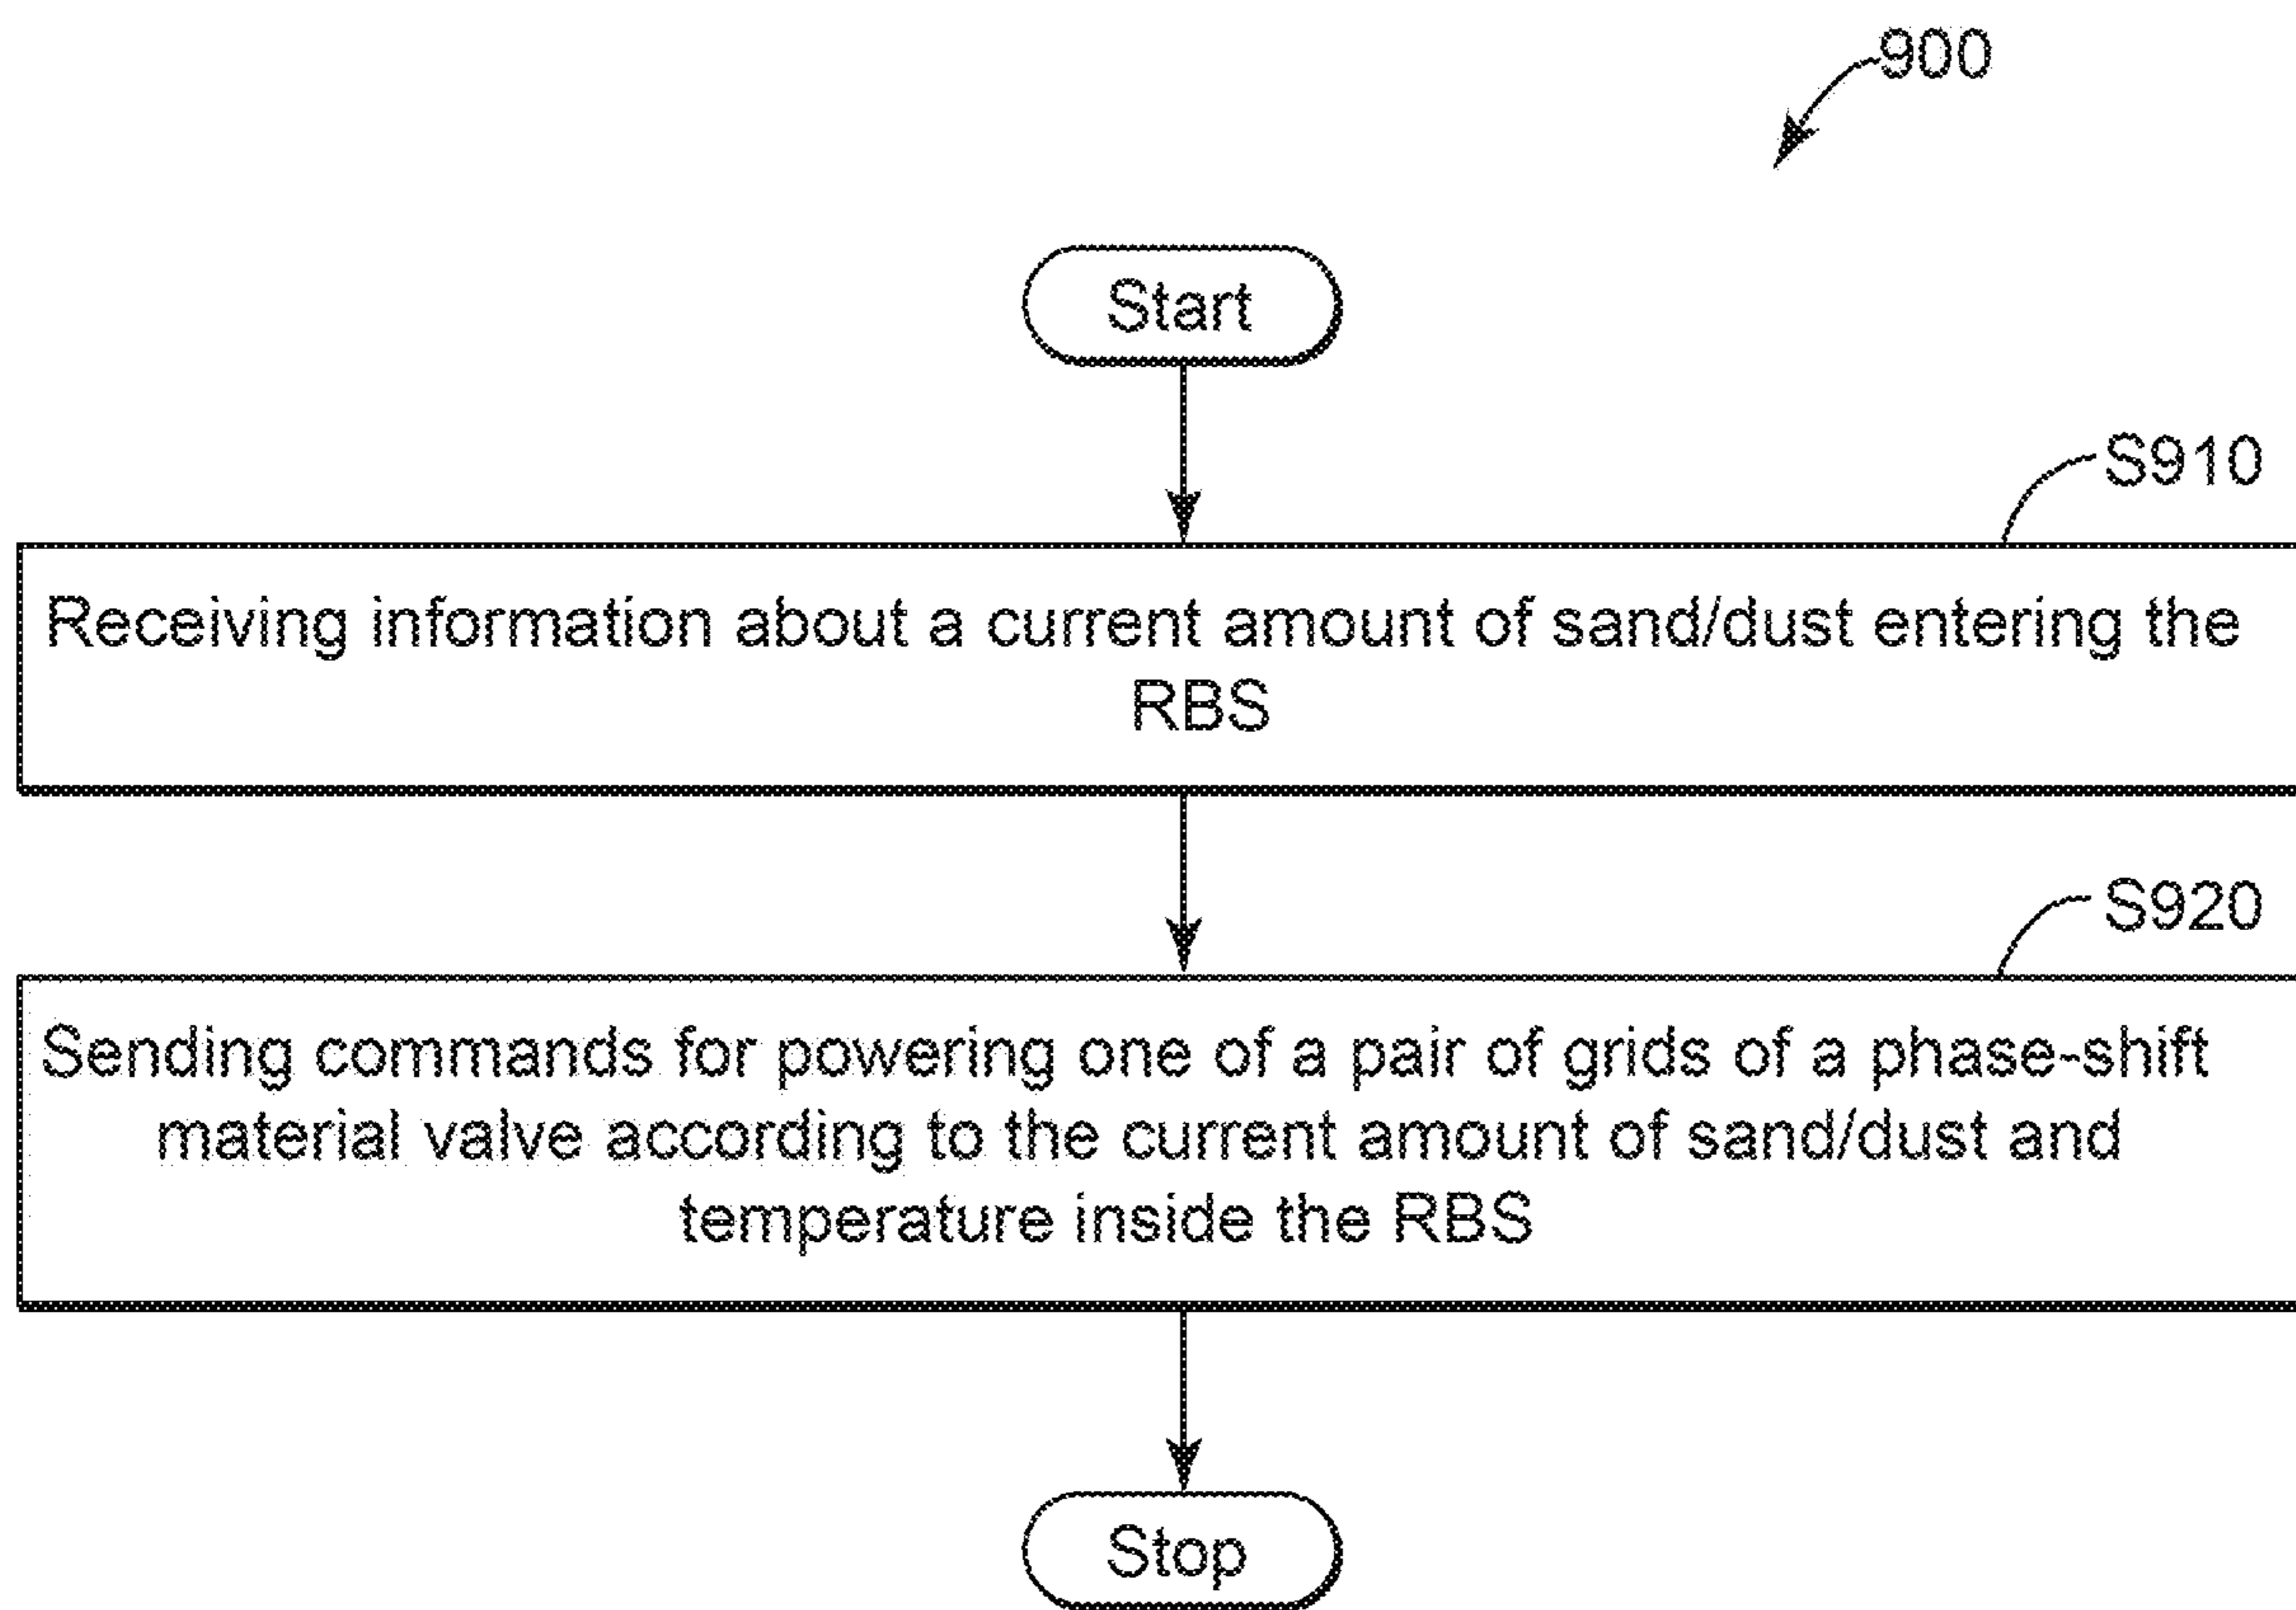 900
Start
S910
Receiving information about a current amount of sand/dust entering the
RBS
S920
Sending commands for powering one of a pair of grids of a phase-shift
material valve according to the current amount of sand/dust and
temperature inside the RBS
Stop